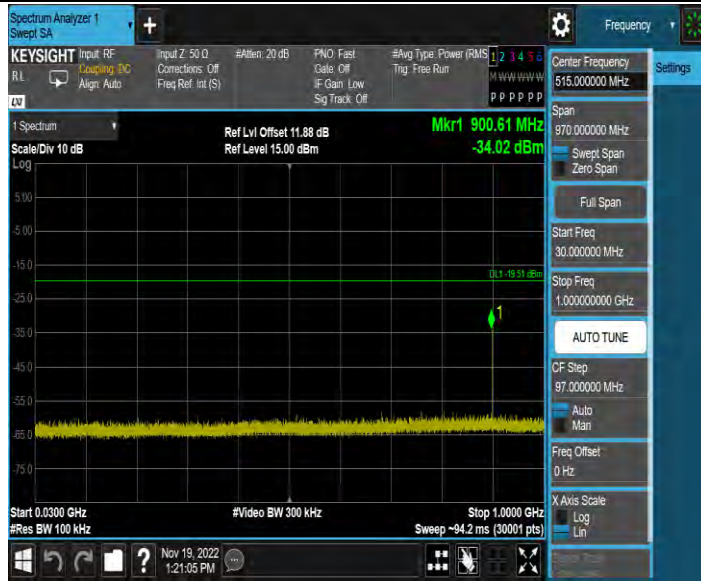 Spectrum Analyzer 1
Swept SA
+
Frequency
KEYSIGHT
Input: RF
Input Z: 50 Ω
#Atten: 20 dB
PNO: Fast
#Avg Type: Power (RMS
1 2 3 4 5 6
R L
Coupling: DC
Corrections: Off
Gate: Off
Trig: Free Run
M W W W W W
Align: Auto
Freq Ref: Int (S)
IF Gain: Low
Sig Track: Off
P P P P P P
LXI
1 Spectrum
Ref Lvl Offset 11.88 dB
Mkr1 900.61 MHz
Scale/Div 10 dB
Ref Level 15.00 dBm
-34.02 dBm
Log
5.00
-5.00
-15.0
DL1 -19.51 dBm
-25.0
1
-35.0
-45.0
-55.0
-65.0
-75.0
Start 0.0300 GHz
#Video BW 300 kHz
Stop 1.0000 GHz
#Res BW 100 kHz
Sweep ~94.2 ms (30001 pts)
?
Nov 19, 2022
1:21:05 PM
Center Frequency
515.000000 MHz
Settings
Span
970.000000 MHz
Swept Span
Zero Span
Full Span
Start Freq
30.000000 MHz
Stop Freq
1.000000000 GHz
AUTO TUNE
CF Step
97.000000 MHz
Auto
Man
Freq Offset
0 Hz
X Axis Scale
Log
Lin